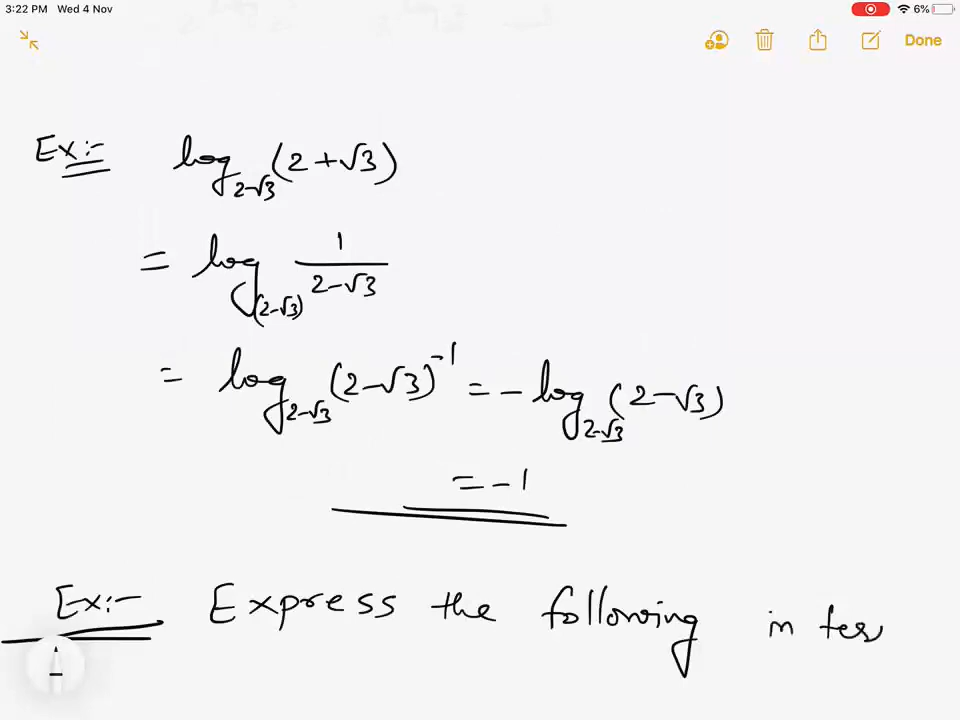 3:22 PM Wed 4 Nov 6%
Done
Ex:- log_{2-√3}(2+√3)
= log_{(2-√3)} 1/(2-√3)
= log_{2-√3}(2-√3)^{-1} = - log_{2-√3}(2-√3)
= -1
Ex:- Express the following in ter